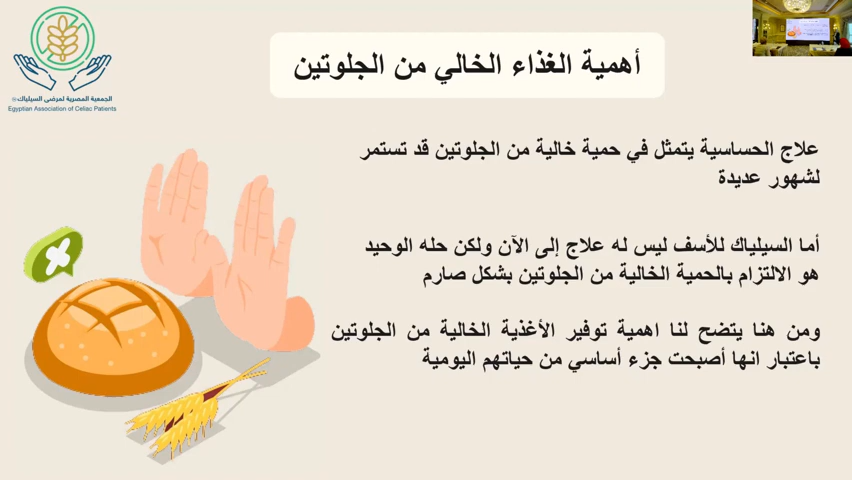 الجمعية المصرية لمرضى السيلياك
Egyptian Association of Celiac Patients
أهمية الغذاء الخالي من الجلوتين
علاج الحساسية يتمثل في حمية خالية من الجلوتين قد تستمر
لشهور عديدة
أما السيلياك للأسف ليس له علاج إلى الآن ولكن حله الوحيد
هو الالتزام بالحمية الخالية من الجلوتين بشكل صارم
ومن هنا يتضح لنا اهمية توفير الأغذية الخالية من الجلوتين
باعتبار انها أصبحت جزء أساسي من حياتهم اليومية